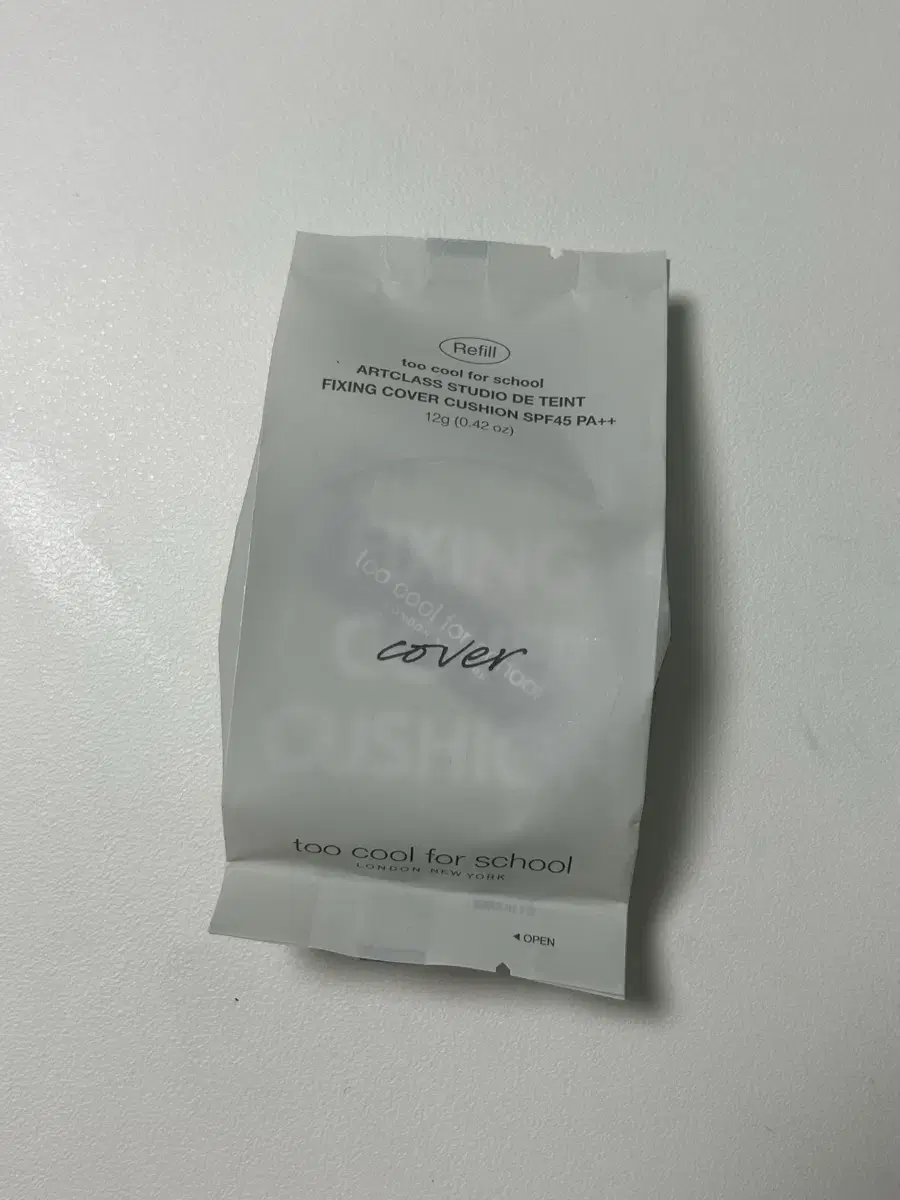 Refill
too cool for school
ARTCLASS STUDIO DE TEINT
FIXING COVER CUSHION SPF45 PA++
12g (0.42 oz)
too cool for school
cover
too cool for school
LONDON NEW YORK
◀ OPEN